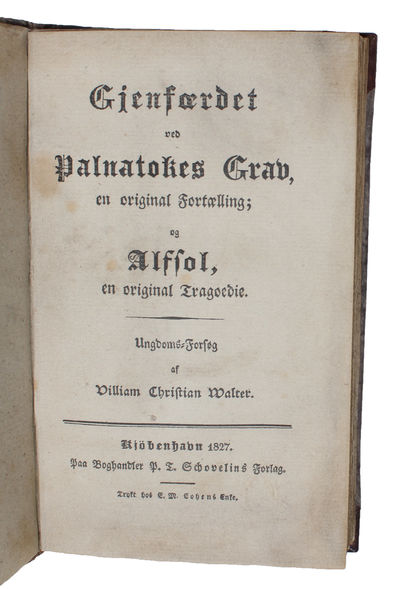 Gjenfærdet
ved
Palnatokes Grav,
en original Fortælling;
og
Alfsol,
en original Tragoedie.
Ungdoms-Forsøg
af
Villiam Christian Walter.
Kjöbenhavn 1827.
Paa Boghandler P. T. Schovelins Forlag.
Trykt hos E. M. Cohens Enke.